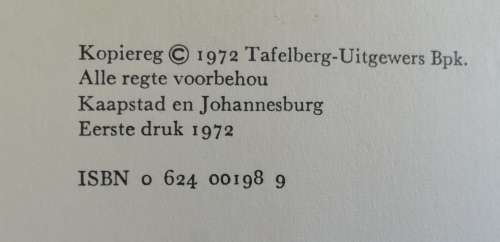 Kopiereg © 1972 Tafelberg-Uitgewers Bpk.
Alle regte voorbehou
Kaapstad en Johannesburg
Eerste druk 1972
ISBN 0 624 00198 9